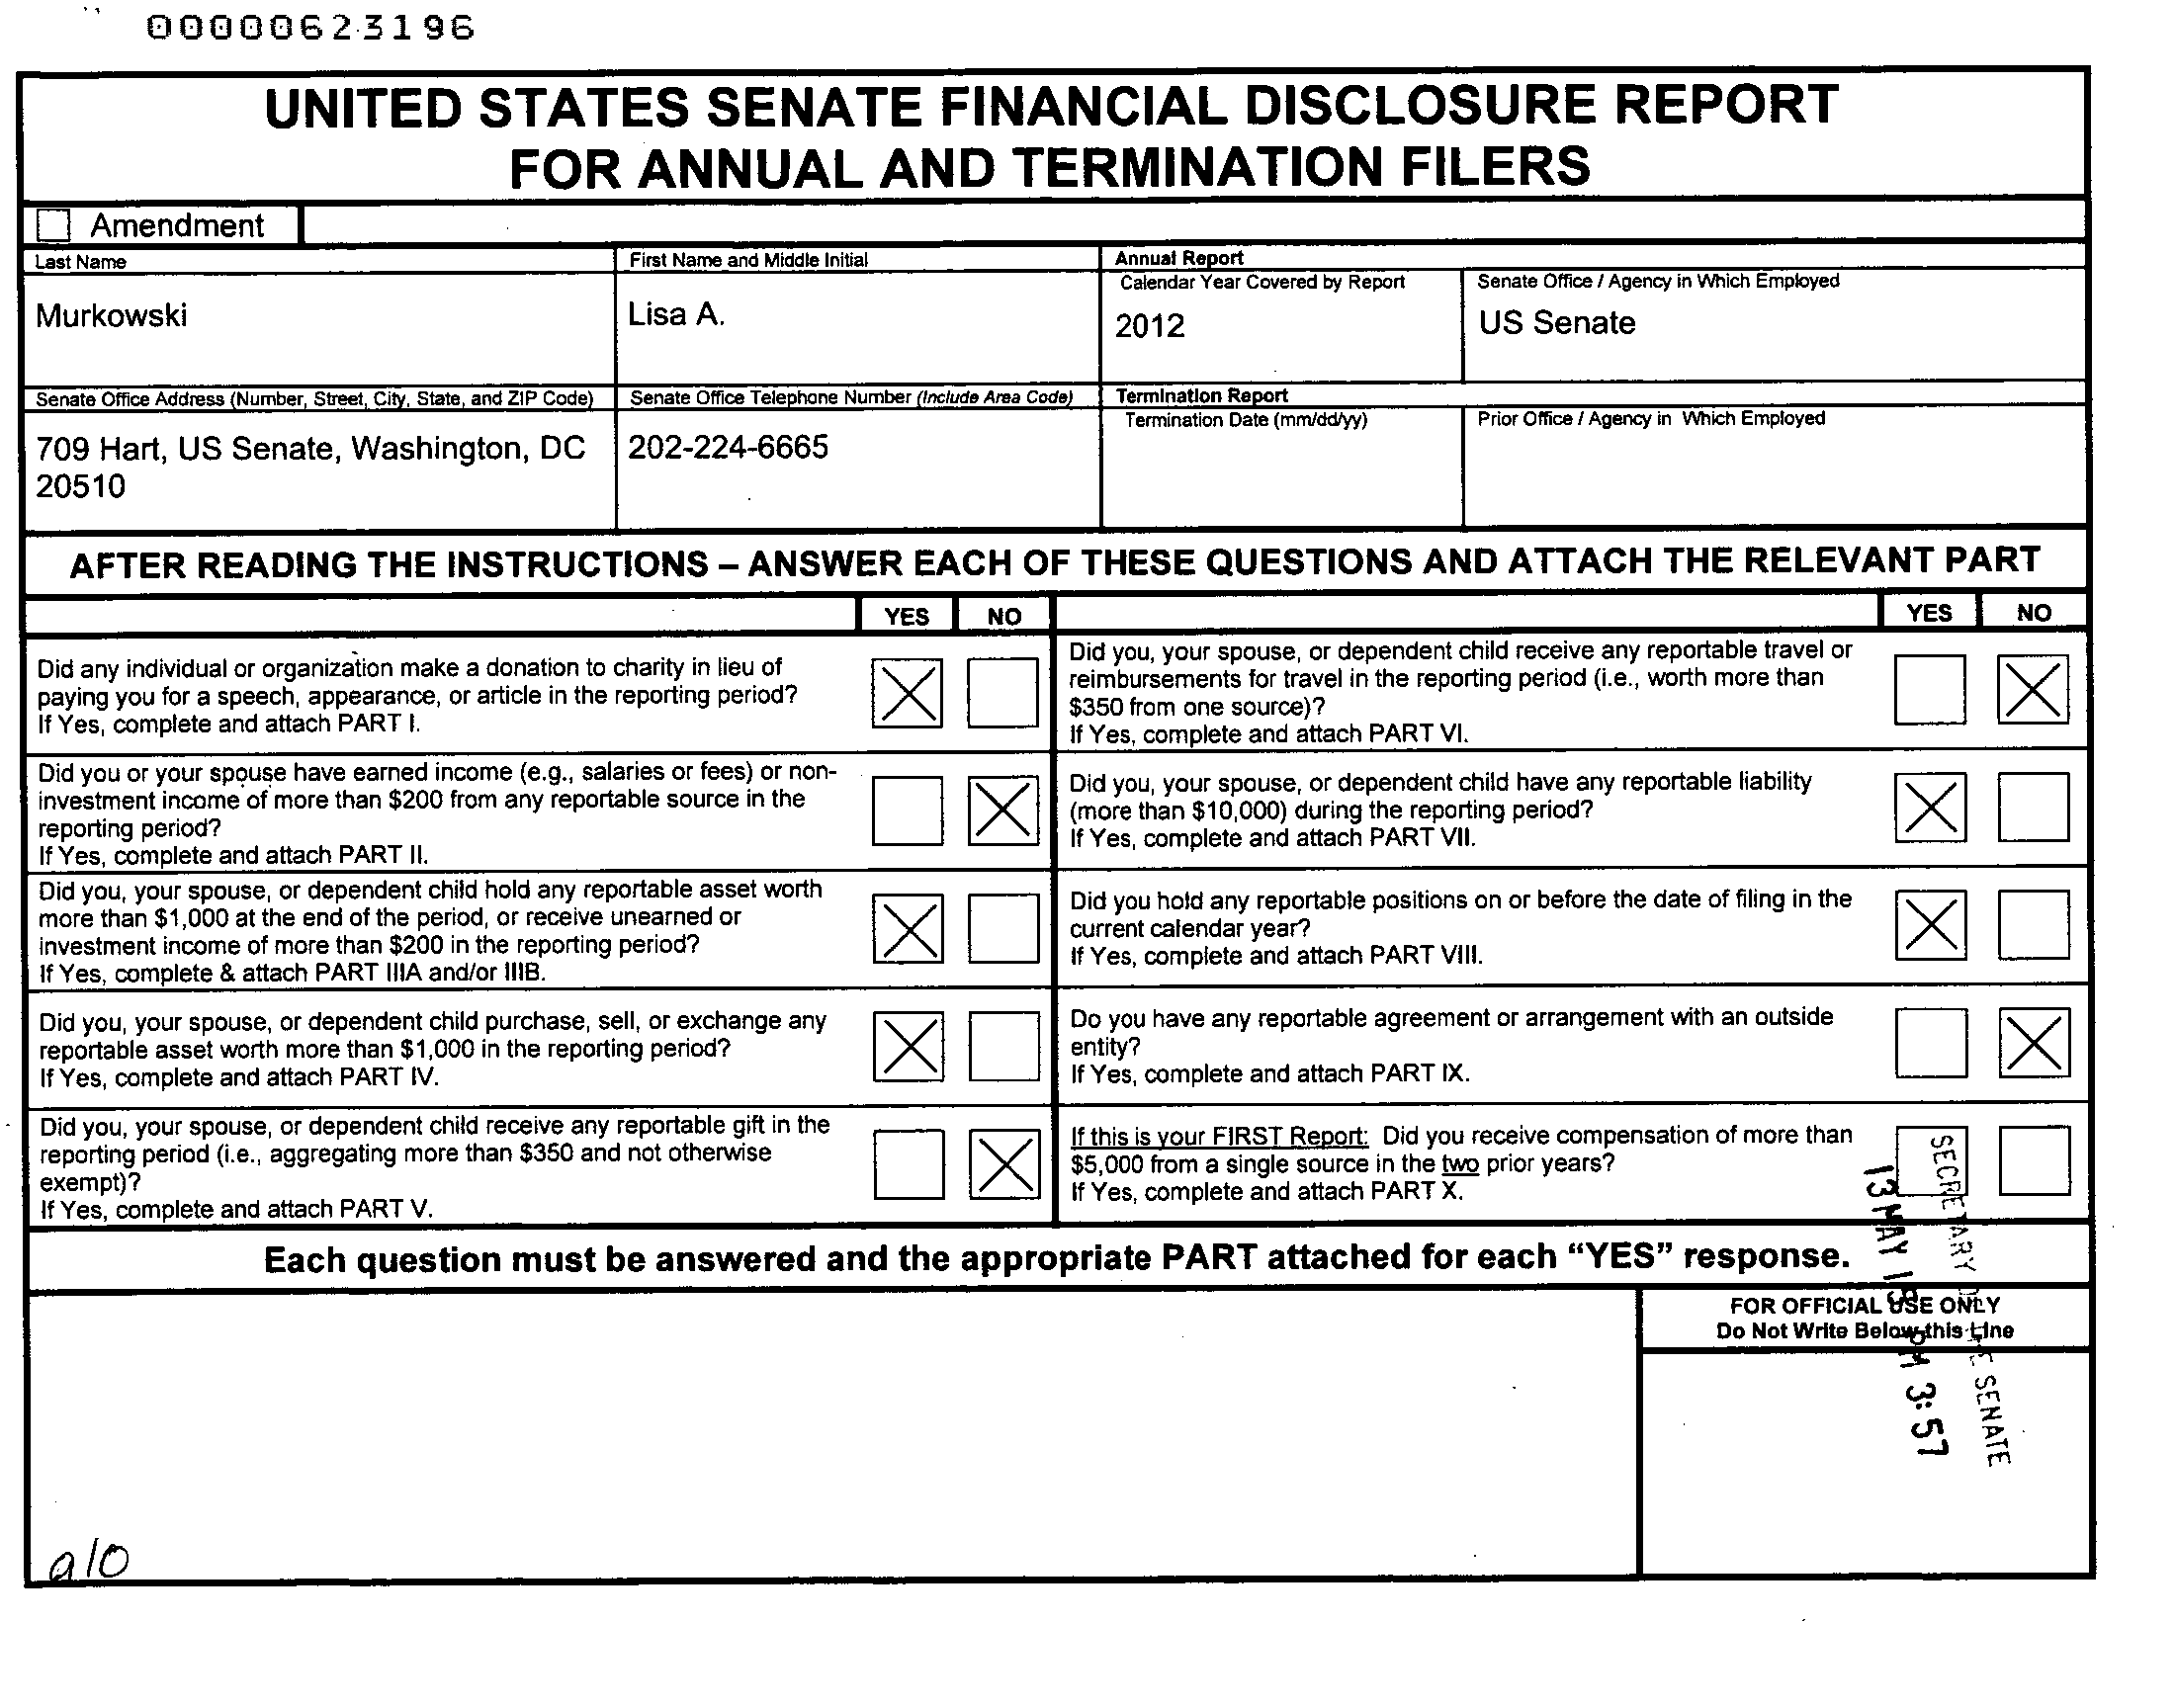 00000623196
UNITED STATES SENATE FINANCIAL DISCLOSURE REPORT
FOR ANNUAL AND TERMINATION FILERS
Amendment
Last Name
Murkowski
First Name and Middle Initial
Lisa A.
Annual Report
Calendar Year Covered by Report
2012
Senate Office / Agency in Which Employed
US Senate
Senate Office Address (Number, Street, City, State, and ZIP Code)
709 Hart, US Senate, Washington, DC
20510
Senate Office Telephone Number (Include Area Code)
202-224-6665
Termination Report
Termination Date (mm/dd/yy)
Prior Office / Agency in Which Employed
AFTER READING THE INSTRUCTIONS – ANSWER EACH OF THESE QUESTIONS AND ATTACH THE RELEVANT PART
YES NO
Did any individual or organization make a donation to charity in lieu of
paying you for a speech, appearance, or article in the reporting period?
If Yes, complete and attach PART I.
Did you or your spouse have earned income (e.g., salaries or fees) or non-
investment income of more than $200 from any reportable source in the
reporting period?
If Yes, complete and attach PART II.
Did you, your spouse, or dependent child hold any reportable asset worth
more than $1,000 at the end of the period, or receive unearned or
investment income of more than $200 in the reporting period?
If Yes, complete & attach PART IIIA and/or IIIB.
Did you, your spouse, or dependent child purchase, sell, or exchange any
reportable asset worth more than $1,000 in the reporting period?
If Yes, complete and attach PART IV.
Did you, your spouse, or dependent child receive any reportable gift in the
reporting period (i.e., aggregating more than $350 and not otherwise
exempt)?
If Yes, complete and attach PART V.
YES NO
Did you, your spouse, or dependent child receive any reportable travel or
reimbursements for travel in the reporting period (i.e., worth more than
$350 from one source)?
If Yes, complete and attach PART VI.
Did you, your spouse, or dependent child have any reportable liability
(more than $10,000) during the reporting period?
If Yes, complete and attach PART VII.
Did you hold any reportable positions on or before the date of filing in the
current calendar year?
If Yes, complete and attach PART VIII.
Do you have any reportable agreement or arrangement with an outside
entity?
If Yes, complete and attach PART IX.
If this is your FIRST Report: Did you receive compensation of more than
$5,000 from a single source in the two prior years?
If Yes, complete and attach PART X.
Each question must be answered and the appropriate PART attached for each “YES” response.
FOR OFFICIAL USE ONLY
Do Not Write Below this Line
SECRETARY SENATE
13 MAY PM 3:57